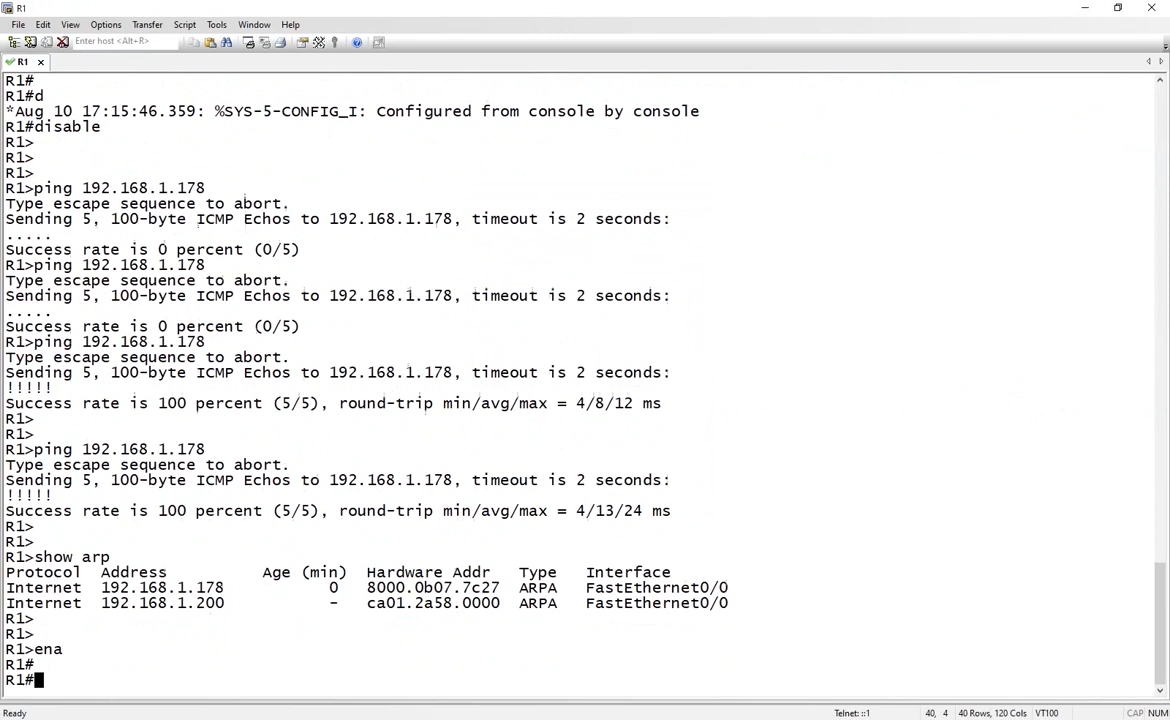 R1
File Edit View Options Transfer Script Tools Window Help
Enter host <Alt+R>
R1
R1#
R1#d
*Aug 10 17:15:46.359: %SYS-5-CONFIG_I: Configured from console by console
R1#disable
R1>
R1>
R1>
R1>ping 192.168.1.178
Type escape sequence to abort.
Sending 5, 100-byte ICMP Echos to 192.168.1.178, timeout is 2 seconds:
.....
Success rate is 0 percent (0/5)
R1>ping 192.168.1.178
Type escape sequence to abort.
Sending 5, 100-byte ICMP Echos to 192.168.1.178, timeout is 2 seconds:
.....
Success rate is 0 percent (0/5)
R1>ping 192.168.1.178
Type escape sequence to abort.
Sending 5, 100-byte ICMP Echos to 192.168.1.178, timeout is 2 seconds:
!!!!!
Success rate is 100 percent (5/5), round-trip min/avg/max = 4/8/12 ms
R1>
R1>
R1>ping 192.168.1.178
Type escape sequence to abort.
Sending 5, 100-byte ICMP Echos to 192.168.1.178, timeout is 2 seconds:
!!!!!
Success rate is 100 percent (5/5), round-trip min/avg/max = 4/13/24 ms
R1>
R1>
R1>show arp
Protocol  Address          Age (min)  Hardware Addr   Type   Interface
Internet  192.168.1.178           0   8000.0b07.7c27  ARPA   FastEthernet0/0
Internet  192.168.1.200           -   ca01.2a58.0000  ARPA   FastEthernet0/0
R1>
R1>
R1>ena
R1#
R1#
Ready Telnet: ::1 40, 4 40 Rows, 120 Cols VT100 CAP NUM